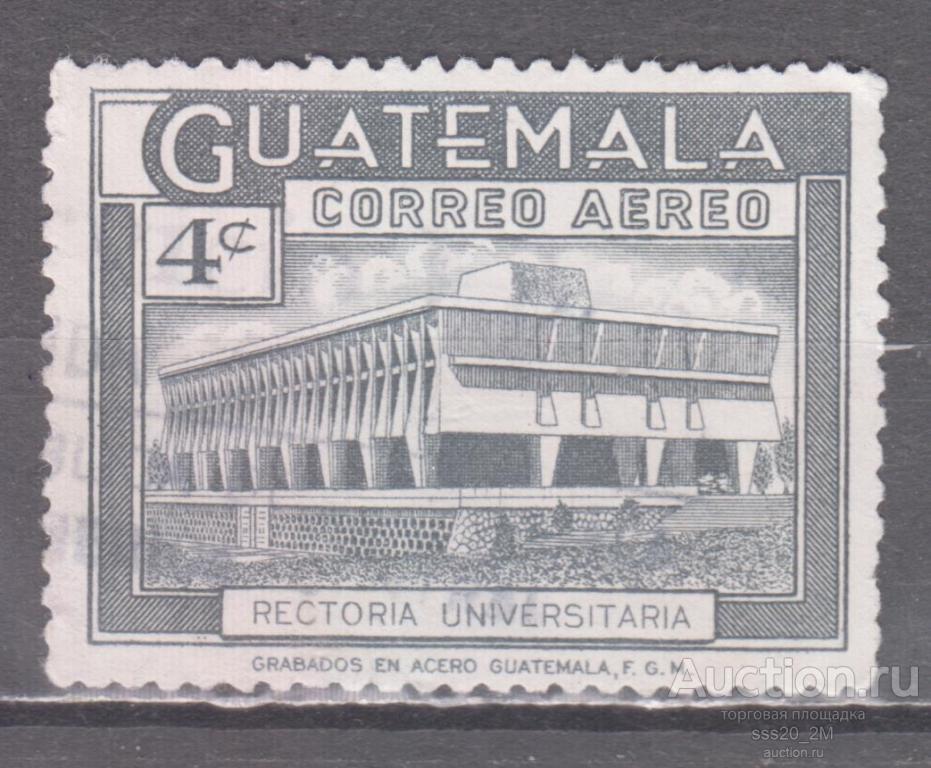 GUATEMALA
CORREO AEREO
4¢
RECTORIA UNIVERSITARIA
GRABADOS EN ACERO GUATEMALA, F. G. M.
Auction.ru
торговая площадка
sss20_2M
auction.ru